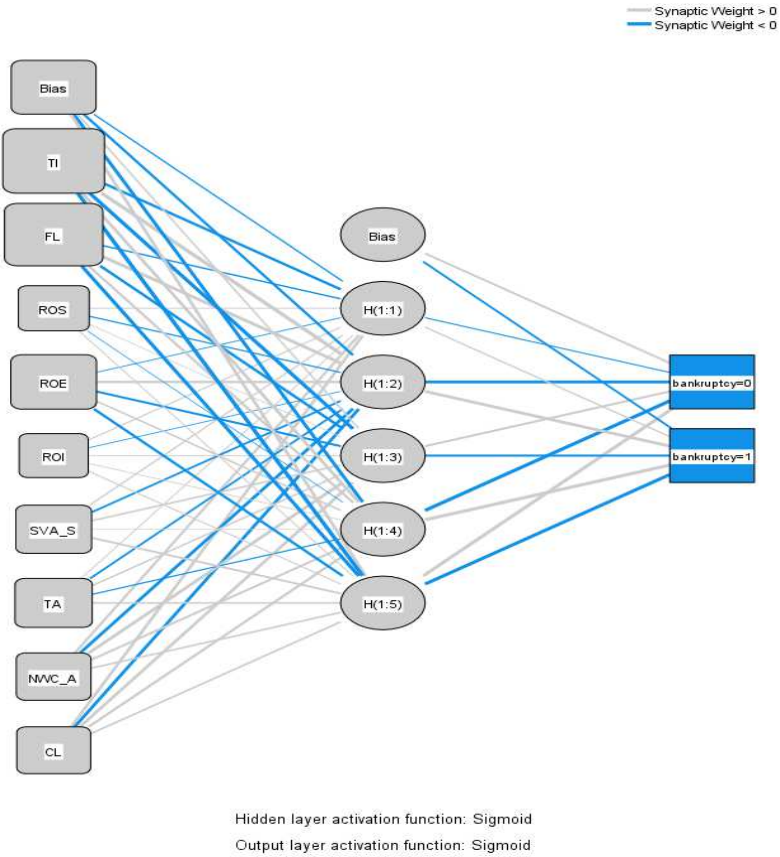 Synaptic Weight > 0
Synaptic Weight < 0
Bias
TI
FL
ROS
ROE
ROI
SVA_S
TA
NWC_A
CL
Bias
H(1:1)
H(1:2)
H(1:3)
H(1:4)
H(1:5)
bankruptcy=0
bankruptcy=1
Hidden layer activation function: Sigmoid
Output layer activation function: Sigmoid